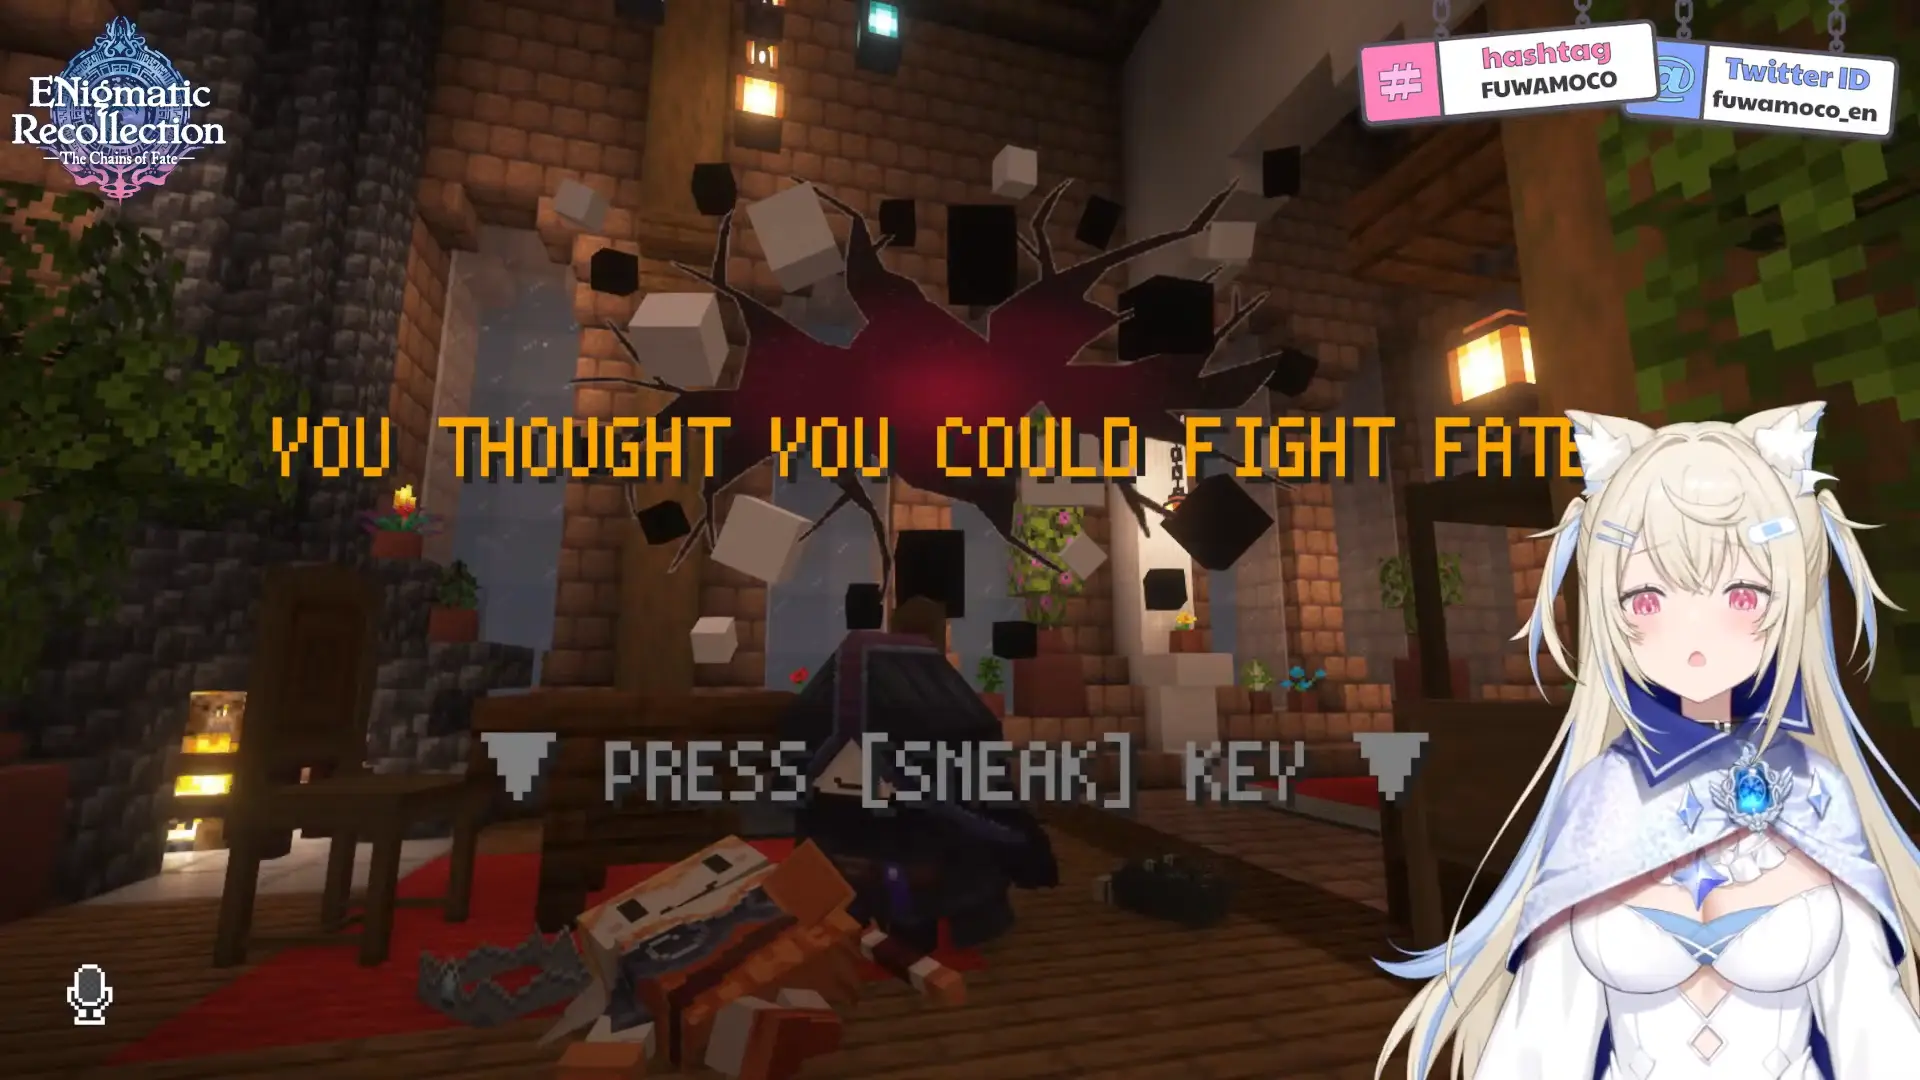 ENigmatic
Recollection
The Chains of Fate
hashtag
FUWAMOCO
Twitter ID
fuwamoco_en
#
@
YOU THOUGHT YOU COULD FIGHT FATE
PRESS [SNEAK] KEY